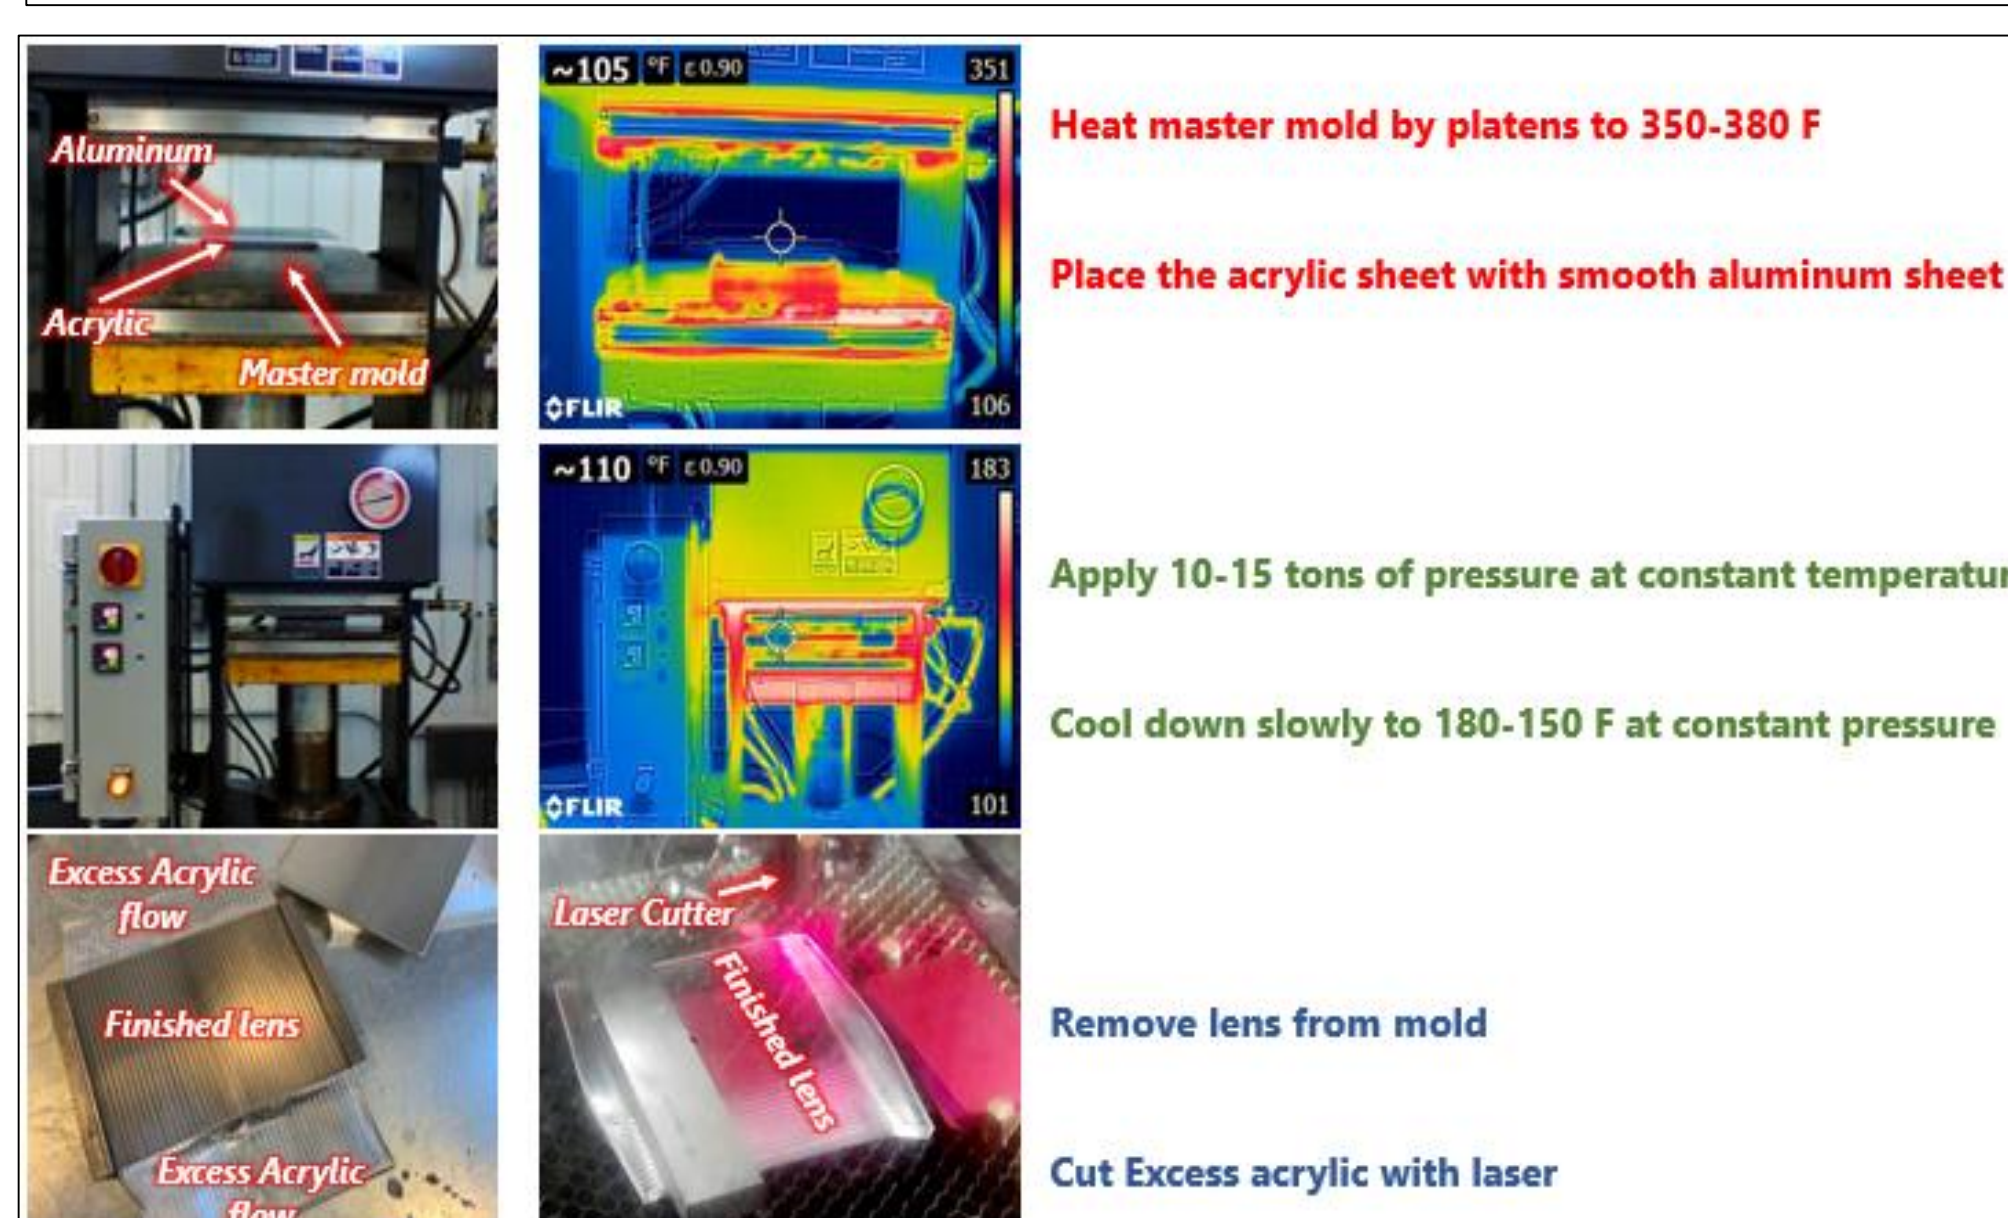 Aluminum
Acrylic
Master mold
~105 °F ε 0.90
351
FLIR
106
Heat master mold by platens to 350-380 F
Place the acrylic sheet with smooth aluminum sheet
~110 °F ε 0.90
183
FLIR
101
Apply 10-15 tons of pressure at constant temperatur
Cool down slowly to 180-150 F at constant pressure
Excess Acrylic
flow
Finished lens
Excess Acrylic
flow
Laser Cutter
Finished lens
Remove lens from mold
Cut Excess acrylic with laser